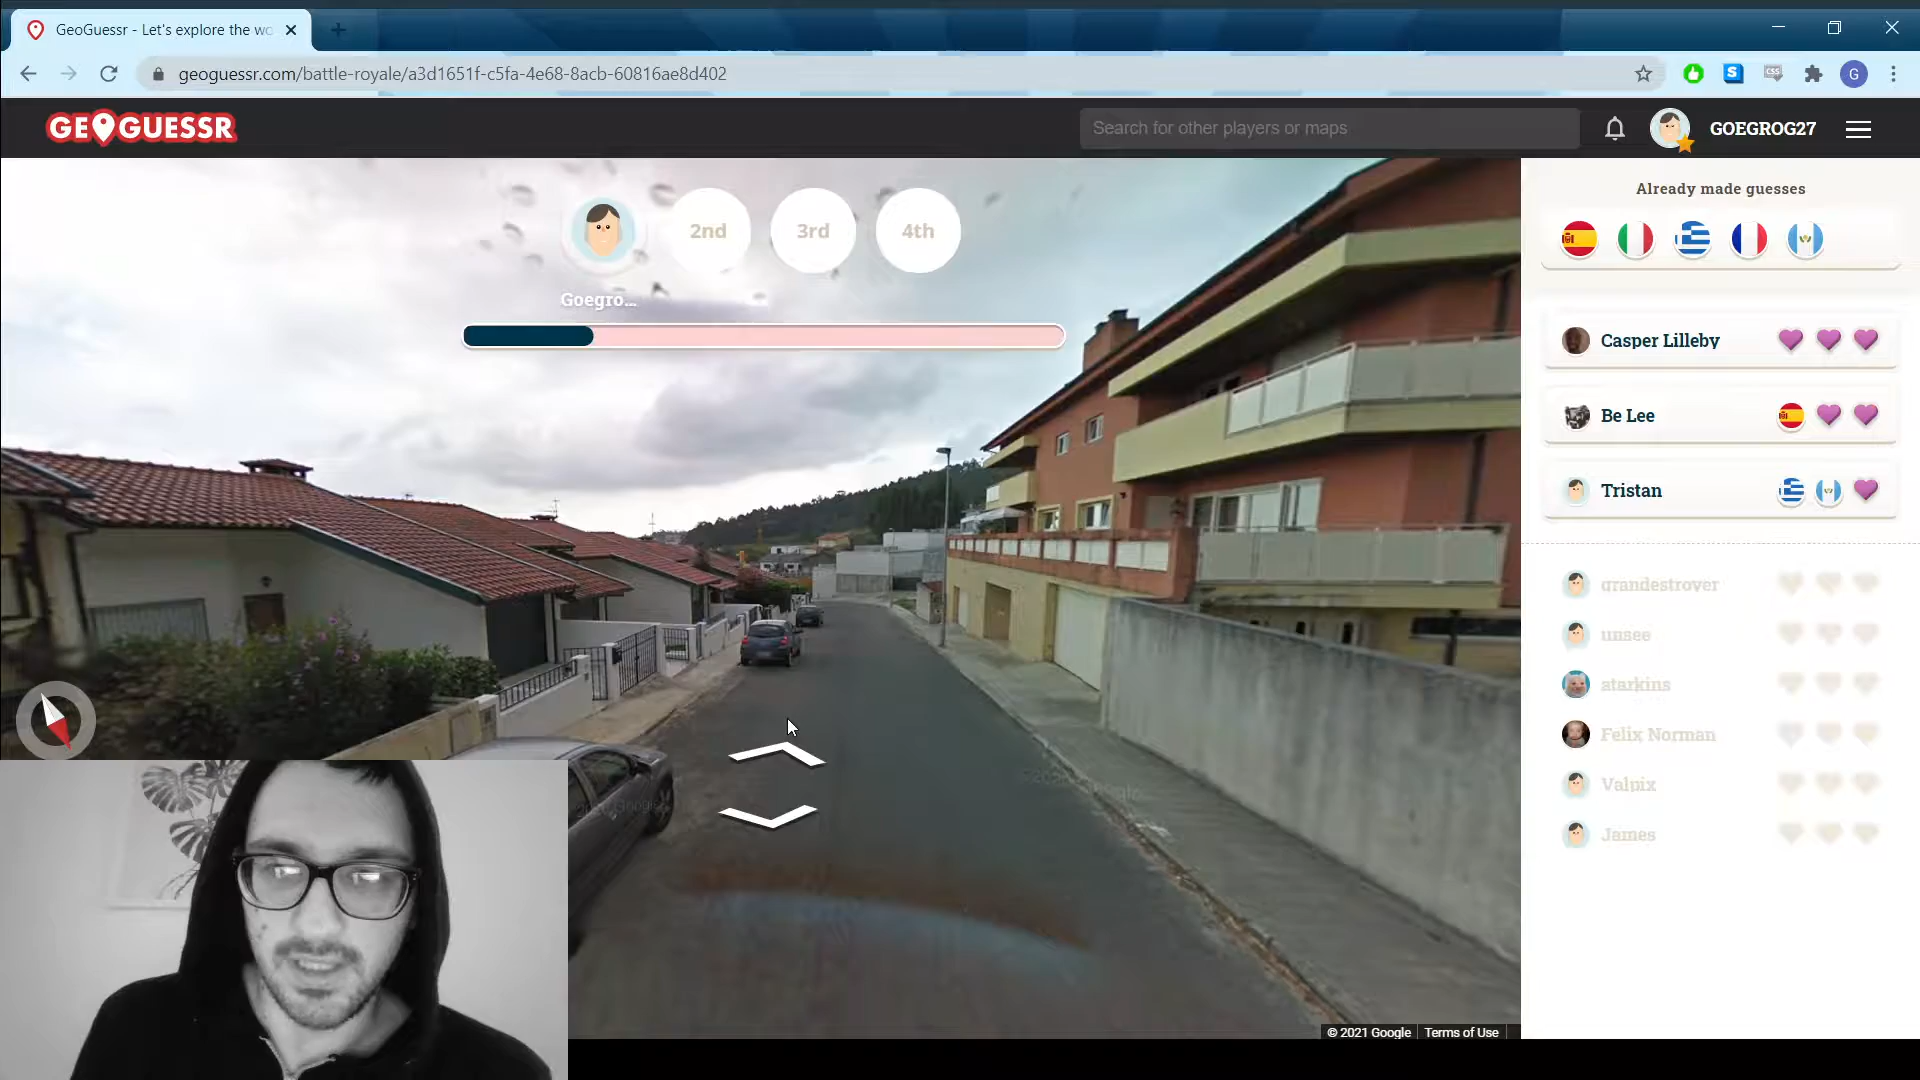 GeoGuessr - Let's explore the wo
geoguessr.com/battle-royale/a3d1651f-c5fa-4e68-8acb-60816ae8d402
CSS
G
GEOGUESSR
Search for other players or maps
GOEGROG27
2nd
3rd
4th
Goegro...
Already made guesses
Casper Lilleby
Be Lee
Tristan
grandestroyer
unsee
starkins
Felix Norman
Valpix
James
© 2021 Google
Terms of Use